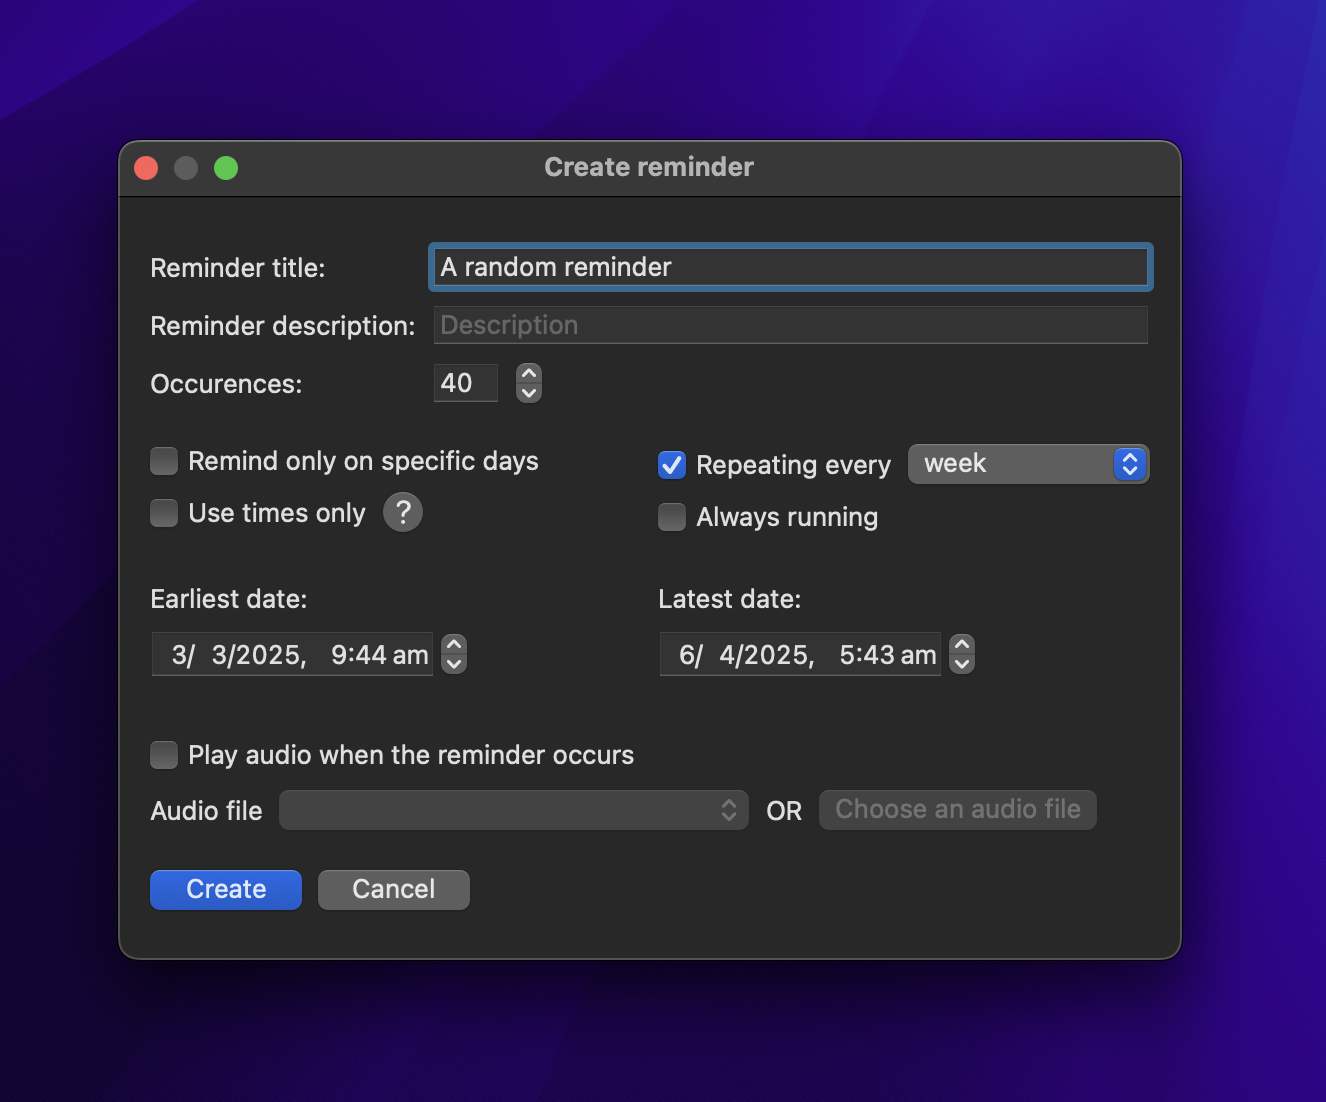 Create reminder
Reminder title: A random reminder
Reminder description: Description
Occurences: 40
Remind only on specific days
Repeating every week
Use times only ?
Always running
Earliest date:
Latest date:
3/ 3/2025, 9:44 am
6/ 4/2025, 5:43 am
Play audio when the reminder occurs
Audio file OR Choose an audio file
Create Cancel